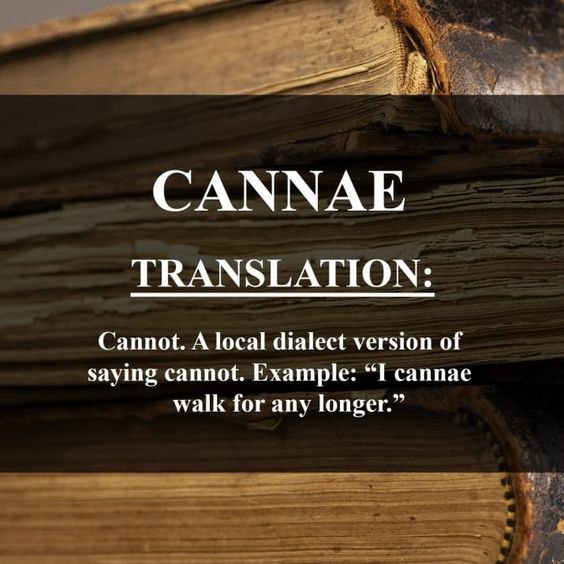 CANNAE
TRANSLATION:
Cannot. A local dialect version of
saying cannot. Example: “I cannae
walk for any longer.”